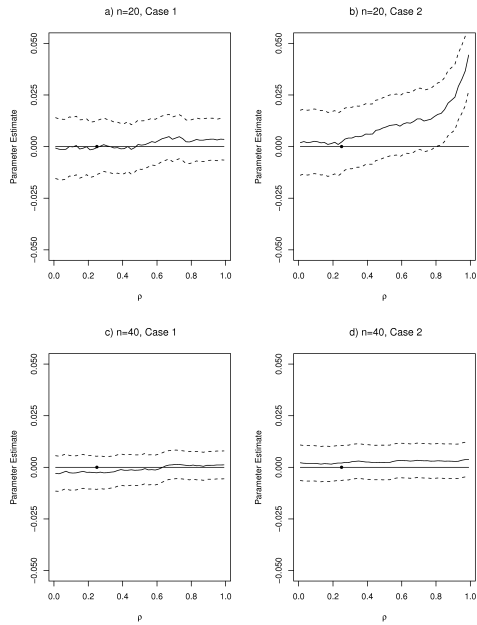 a) n=20, Case 1
b) n=20, Case 2
Parameter Estimate
0.050
0.025
0.000
−0.025
−0.050
0.0 0.2 0.4 0.6 0.8 1.0
ρ
Parameter Estimate
0.050
0.025
0.000
−0.025
−0.050
0.0 0.2 0.4 0.6 0.8 1.0
ρ
c) n=40, Case 1
d) n=40, Case 2
Parameter Estimate
0.050
0.025
0.000
−0.025
−0.050
0.0 0.2 0.4 0.6 0.8 1.0
ρ
Parameter Estimate
0.050
0.025
0.000
−0.025
−0.050
0.0 0.2 0.4 0.6 0.8 1.0
ρ